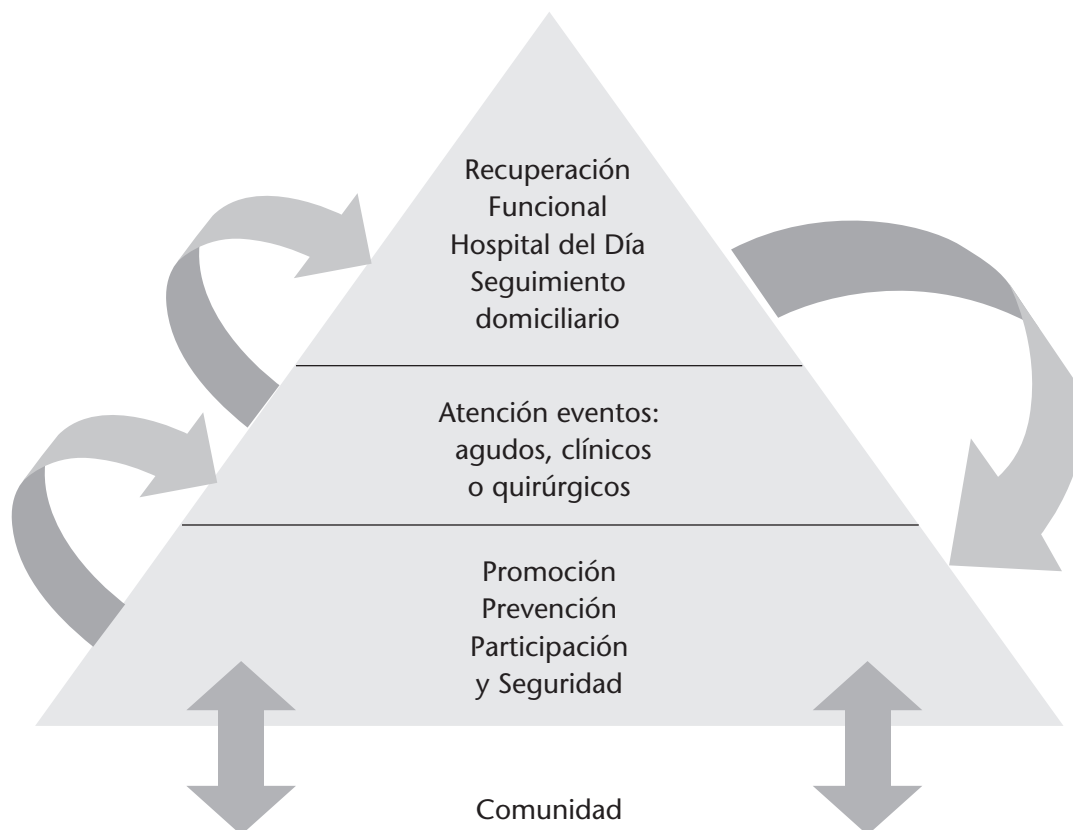 Recuperación
Funcional
Hospital del Día
Seguimiento
domiciliario
Atención eventos:
agudos, clínicos
o quirúrgicos
Promoción
Prevención
Participación
y Seguridad
Comunidad